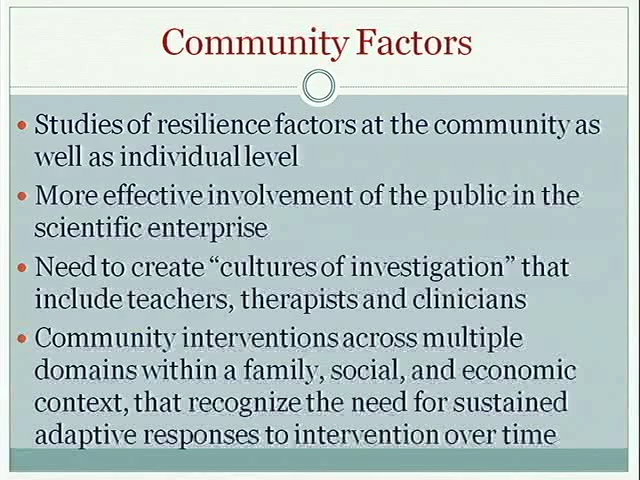 Community Factors
• Studies of resilience factors at the community as
well as individual level
• More effective involvement of the public in the
scientific enterprise
• Need to create “cultures of investigation” that
include teachers, therapists and clinicians
• Community interventions across multiple
domains within a family, social, and economic
context, that recognize the need for sustained
adaptive responses to intervention over time